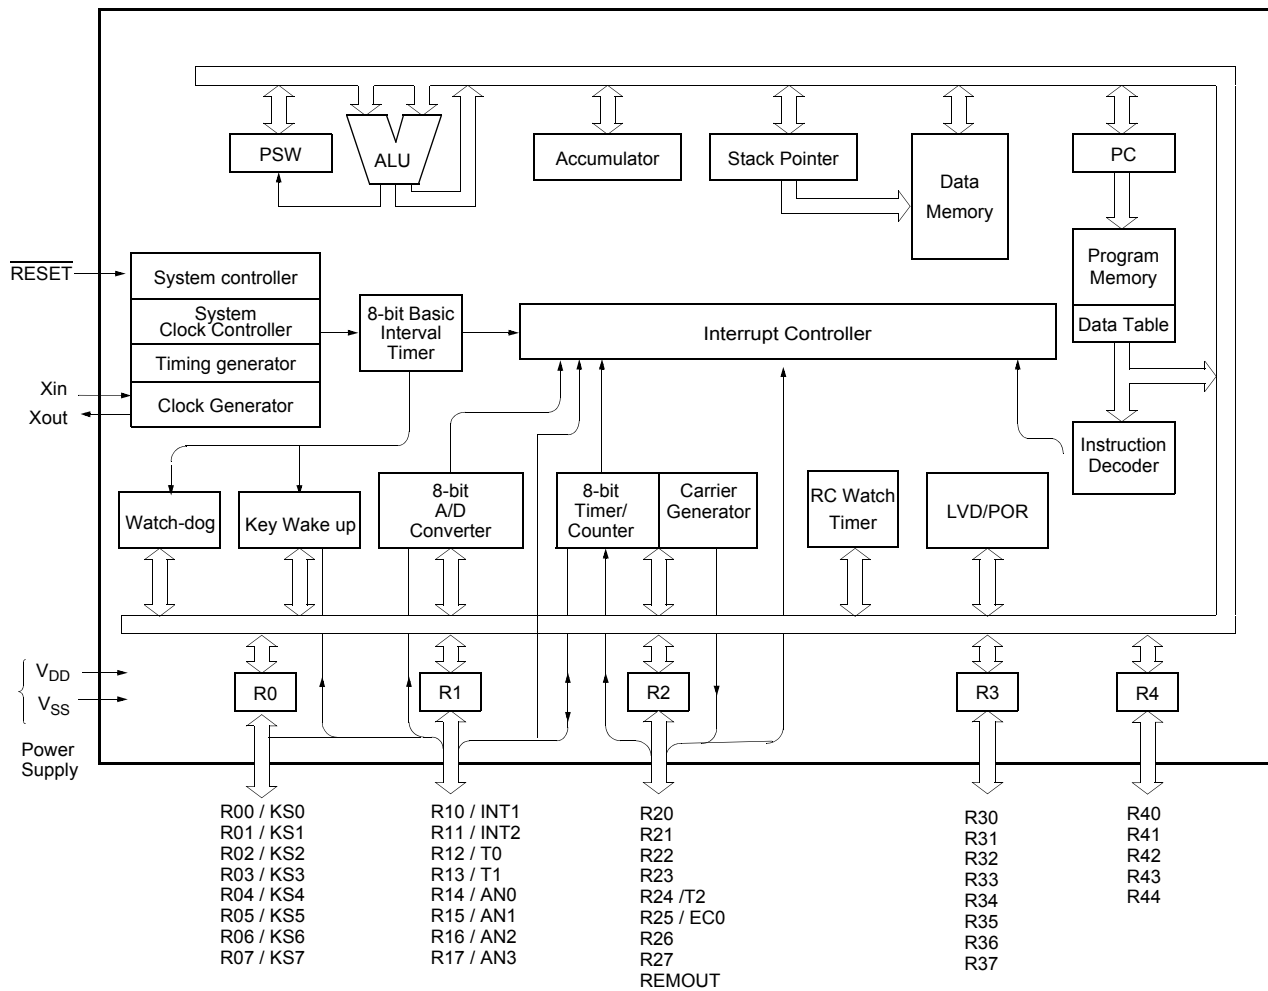 PSW
ALU
Accumulator
Stack Pointer
Data
Memory
PC
Program
Memory
Data Table
Instruction
Decoder
RESET
System controller
System
Clock Controller
Timing generator
Clock Generator
Xin
Xout
8-bit Basic
Interval
Timer
Interrupt Controller
Watch-dog
Key Wake up
8-bit
A/D
Converter
8-bit
Timer/
Counter
Carrier
Generator
RC Watch
Timer
LVD/POR
VDD
VSS
Power
Supply
R0
R1
R2
R3
R4
R00 / KS0
R01 / KS1
R02 / KS2
R03 / KS3
R04 / KS4
R05 / KS5
R06 / KS6
R07 / KS7
R10 / INT1
R11 / INT2
R12 / T0
R13 / T1
R14 / AN0
R15 / AN1
R16 / AN2
R17 / AN3
R20
R21
R22
R23
R24 /T2
R25 / EC0
R26
R27
REMOUT
R30
R31
R32
R33
R34
R35
R36
R37
R40
R41
R42
R43
R44